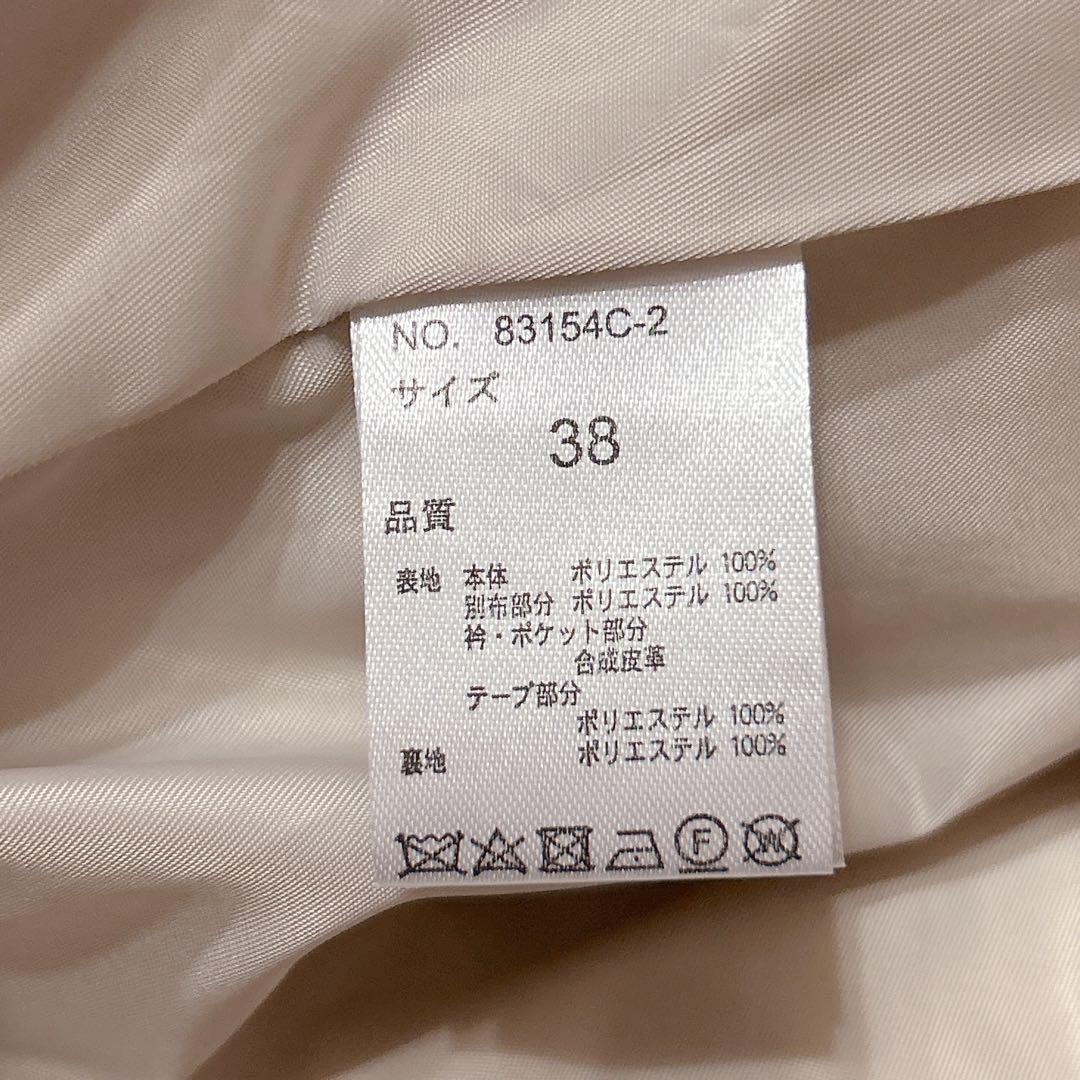 NO. 83154C-2
サイズ
38
品質
表地 本体 ポリエステル 100%
別布部分 ポリエステル 100%
衿・ポケット部分
合成皮革
テープ部分
ポリエステル 100%
裏地 ポリエステル 100%
F W